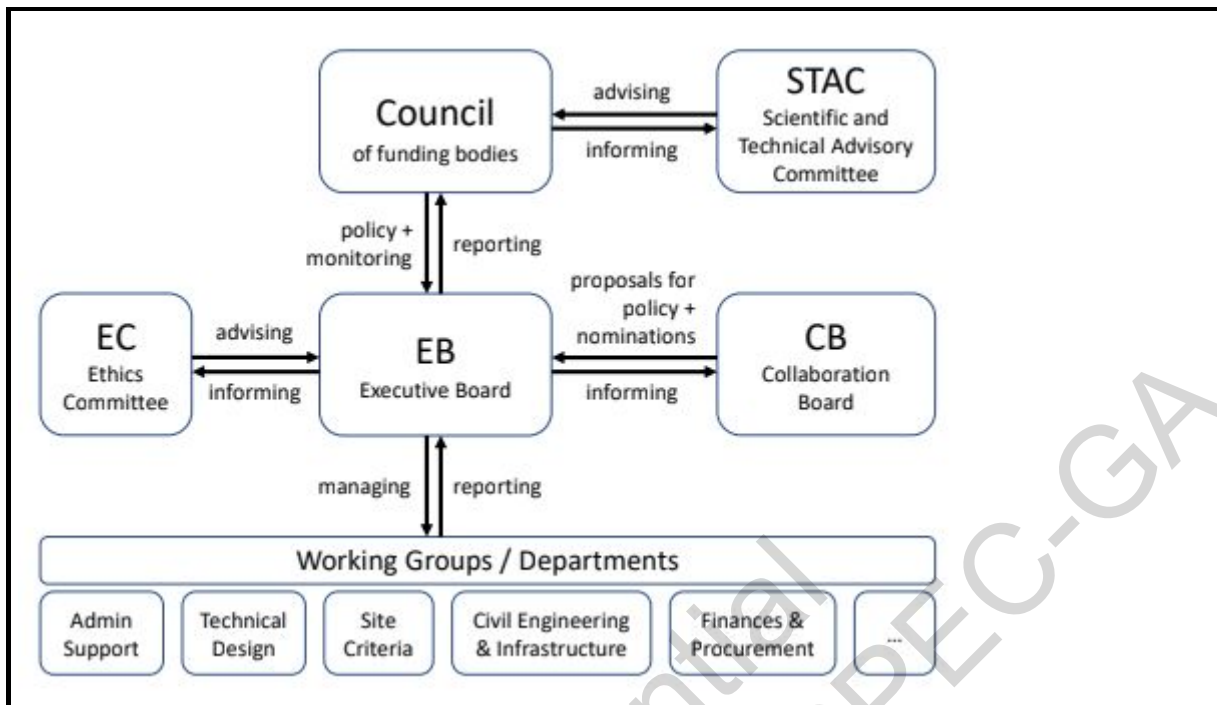 Council
of funding bodies
advising
informing
STAC
Scientific and
Technical Advisory
Committee
policy +
monitoring
reporting
proposals for
policy +
nominations
EC
Ethics
Committee
advising
informing
EB
Executive Board
informing
CB
Collaboration
Board
managing
reporting
Working Groups / Departments
Admin
Support
Technical
Design
Site
Criteria
Civil Engineering
& Infrastructure
Finances &
Procurement
...